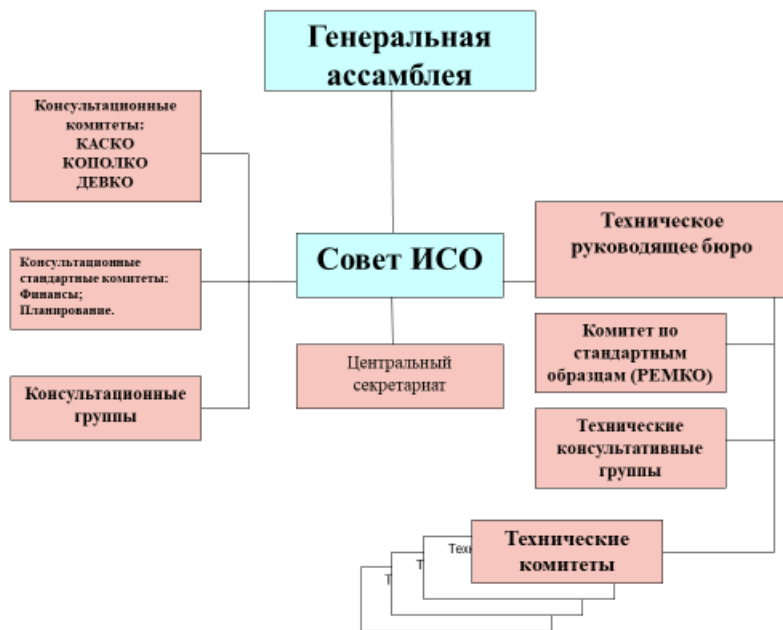 Генеральная
ассамблея
Консультационные
комитеты:
КАСКО
КОПОЛКО
ДЕВКО
Техническое
руководящее бюро
Совет ИСО
Консультационные
стандартные комитеты:
Финансы;
Планирование.
Комитет по
стандартным
образцам (РЕМКО)
Центральный
секретариат
Консультационные
группы
Технические
консультативные
группы
Технические
комитеты